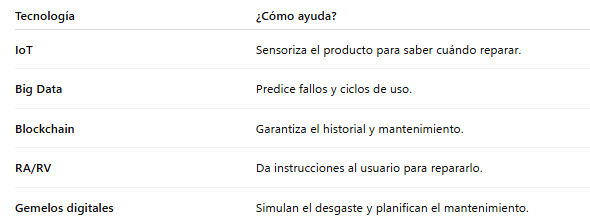 Tecnología ¿Cómo ayuda?
IoT Sensoriza el producto para saber cuándo reparar.
Big Data Predice fallos y ciclos de uso.
Blockchain Garantiza el historial y mantenimiento.
RA/RV Da instrucciones al usuario para repararlo.
Gemelos digitales Simulan el desgaste y planifican el mantenimiento.